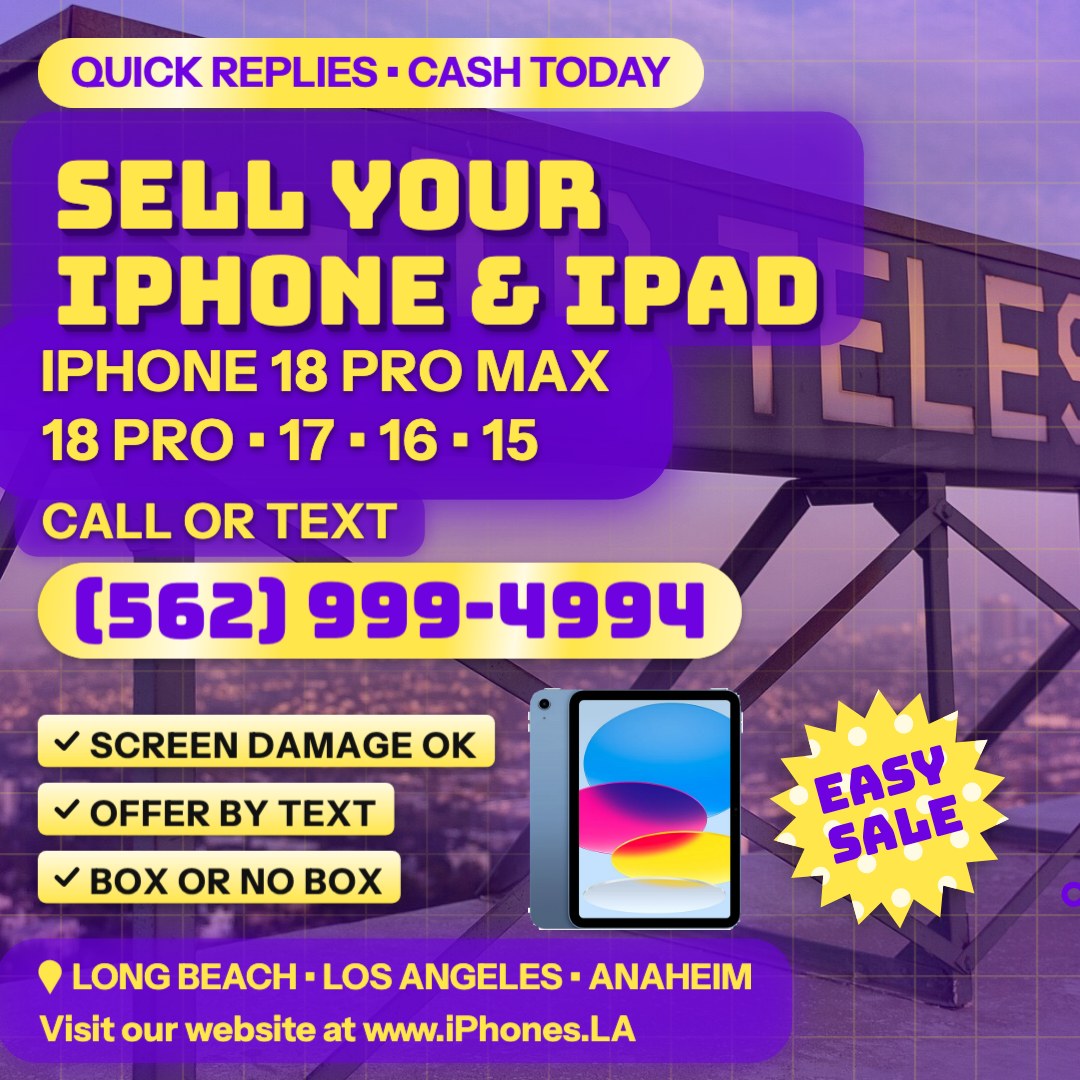 QUICK REPLIES ▪ CASH TODAY
SELL YOUR
IPHONE & IPAD
TELES
IPHONE 18 PRO MAX
18 PRO ▪ 17 ▪ 16 ▪ 15
CALL OR TEXT
(562) 999-4994
✓ SCREEN DAMAGE OK
✓ OFFER BY TEXT
✓ BOX OR NO BOX
EASY
SALE
LONG BEACH ▪ LOS ANGELES ▪ ANAHEIM
Visit our website at www.iPhones.LA